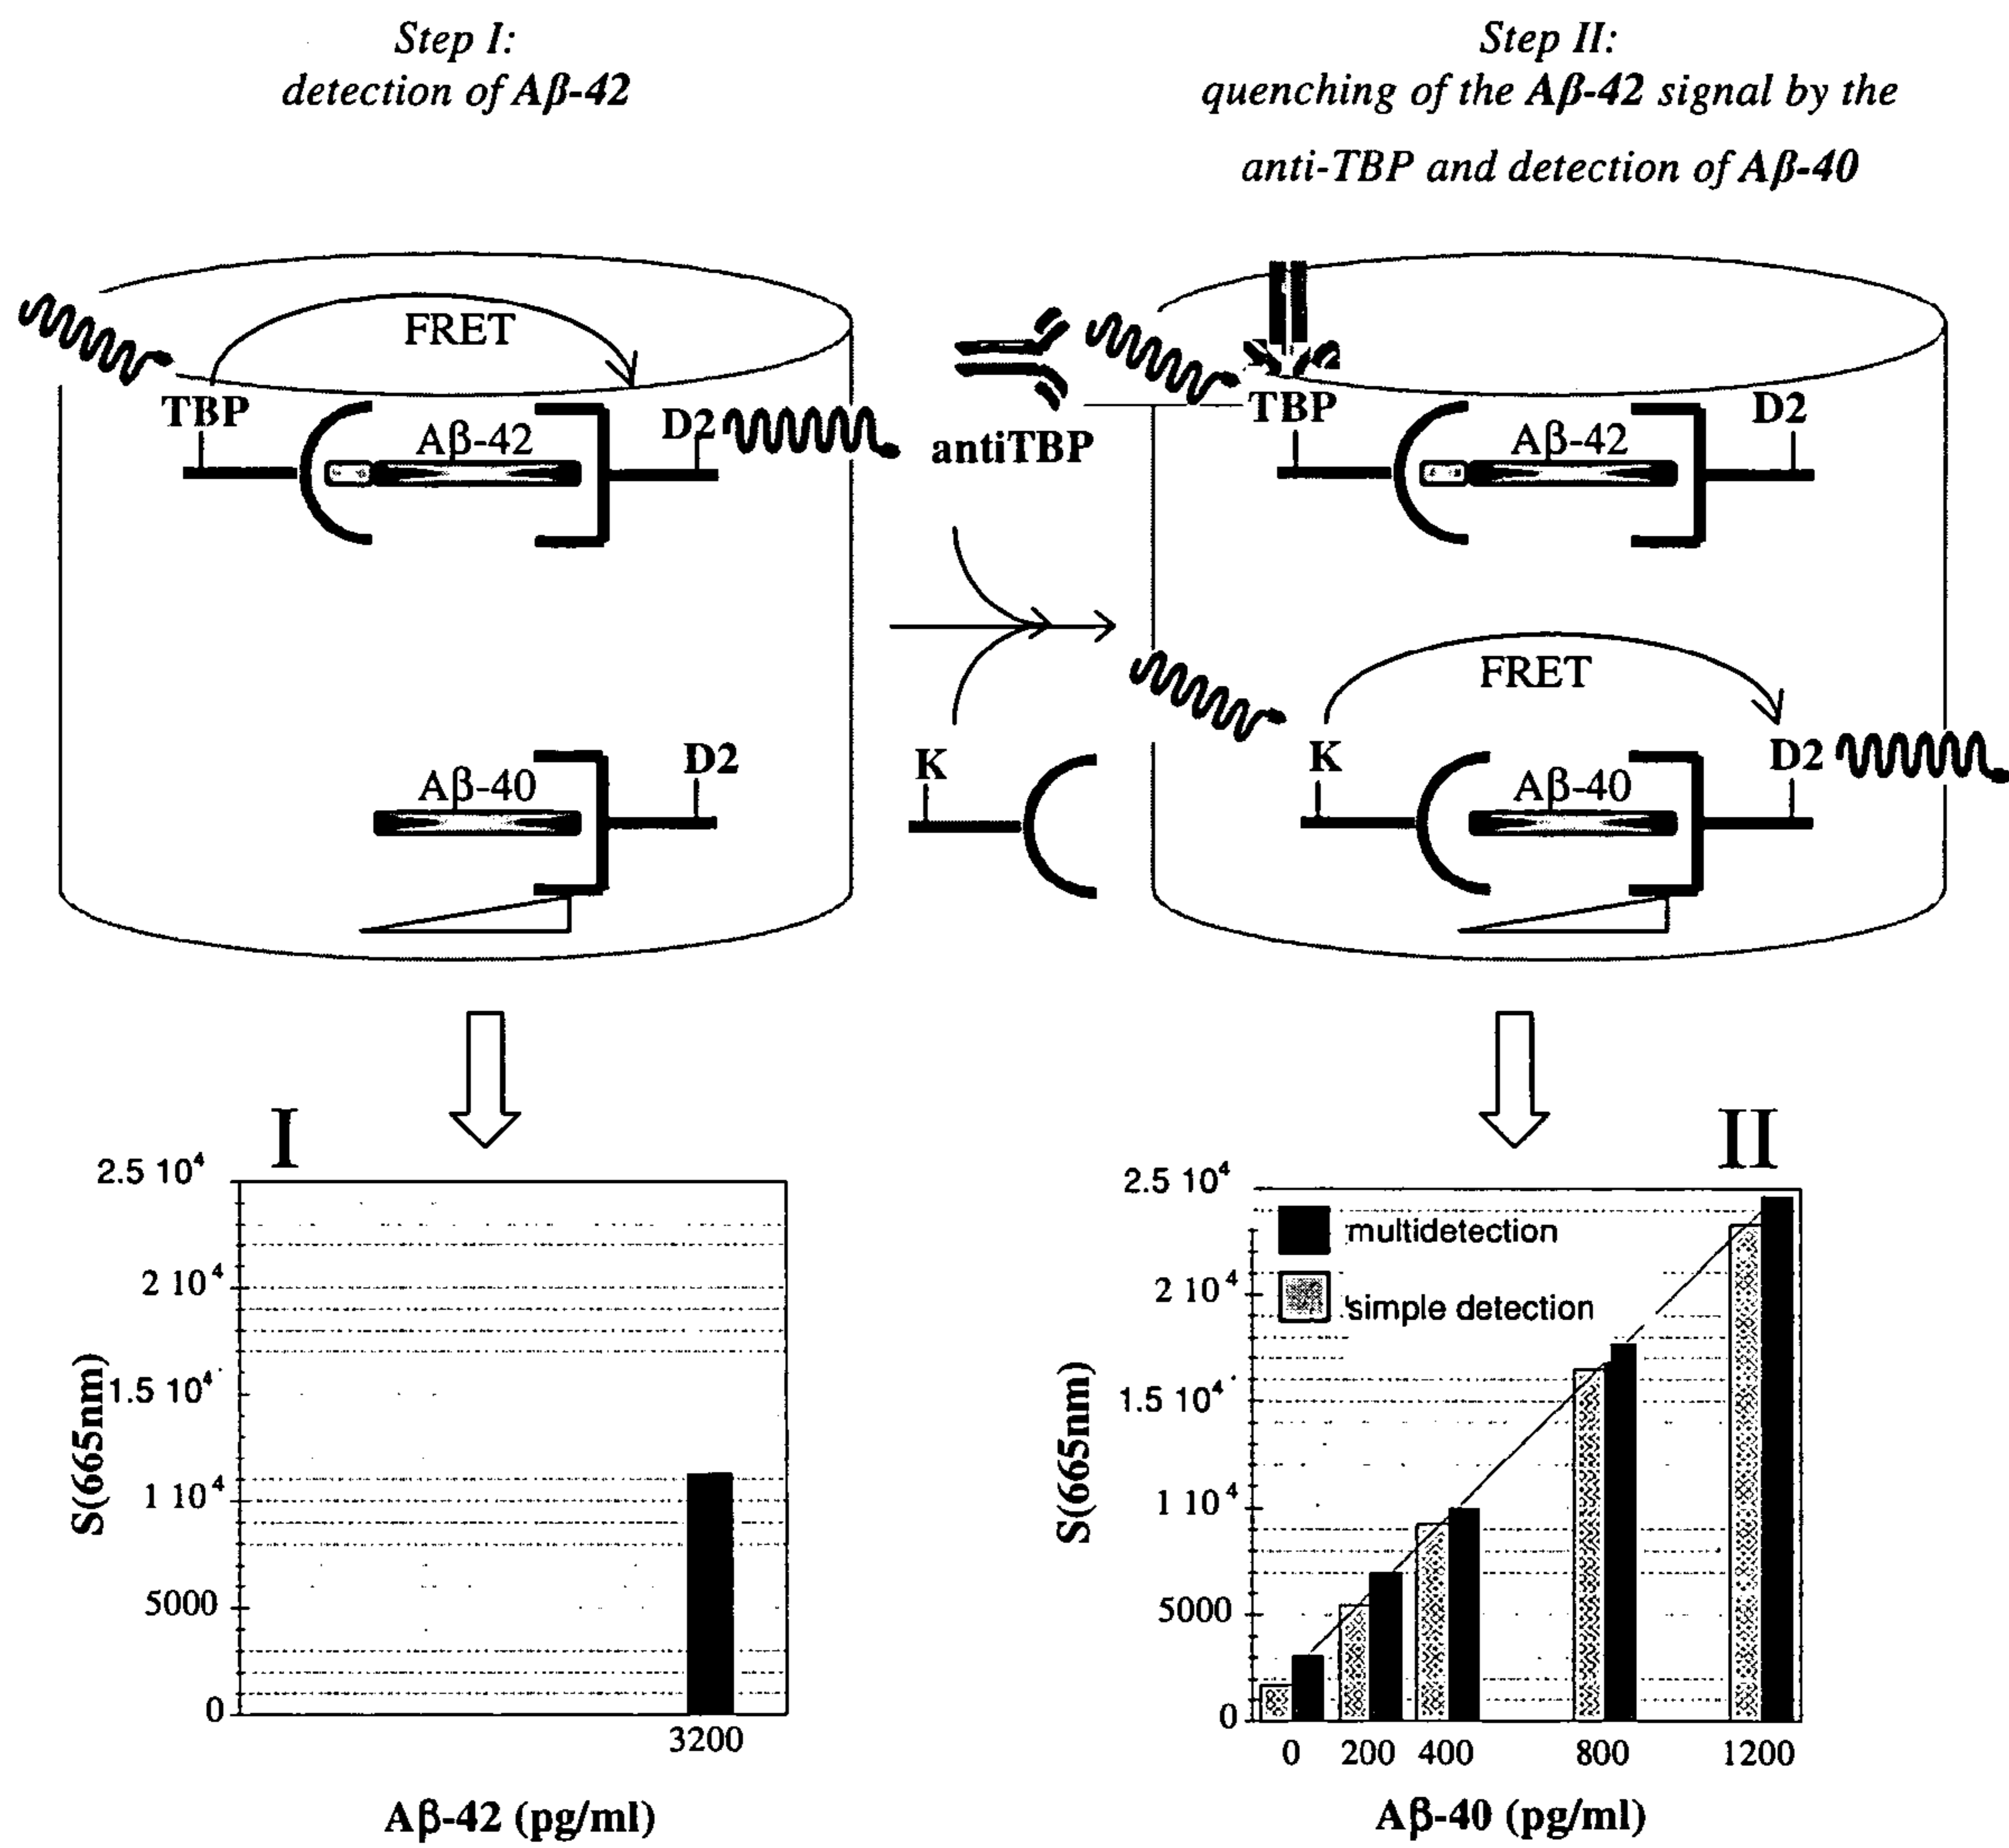 Step I:
detection of Aβ-42
Step II:
quenching of the Aβ-42 signal by the
anti-TBP and detection of Aβ-40
FRET
TBP
Aβ-42
D2
Aβ-40
D2
antiTBP
K
TBP
Aβ-42
D2
FRET
K
Aβ-40
D2
I
2.5 10⁴
2 10⁴
1.5 10⁴
1 10⁴
5000
0
S(665nm)
3200
Aβ-42 (pg/ml)
II
2.5 10⁴
2 10⁴
1.5 10⁴
1 10⁴
5000
0
S(665nm)
multidetection
simple detection
0 200 400 800 1200
Aβ-40 (pg/ml)